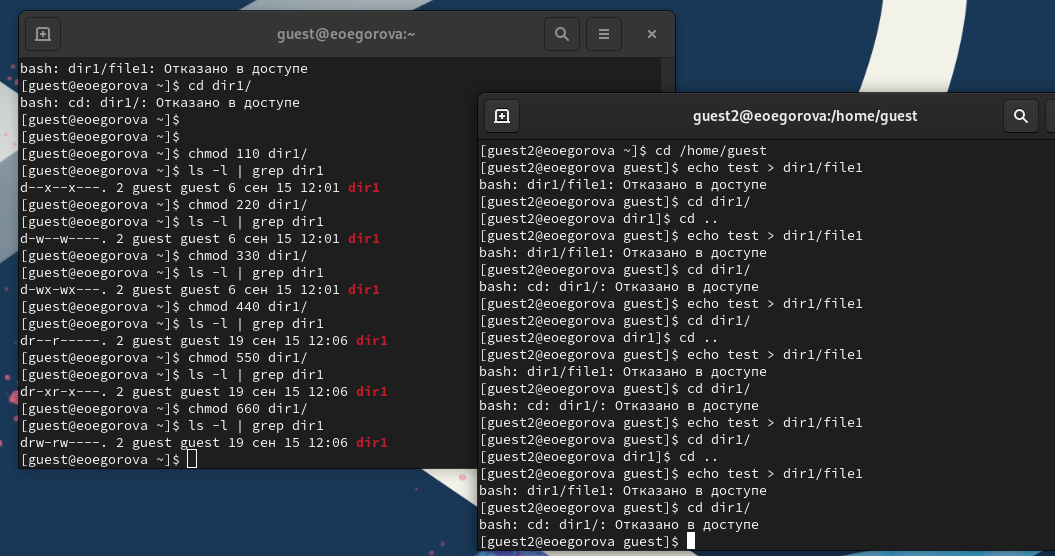 guest@eoegorova:~
bash: dir1/file1: Отказано в доступе
[guest@eoegorova ~]$ cd dir1/
bash: cd: dir1/: Отказано в доступе
[guest@eoegorova ~]$
[guest@eoegorova ~]$
[guest@eoegorova ~]$ chmod 110 dir1/
[guest@eoegorova ~]$ ls -l | grep dir1
d--x--x---. 2 guest guest 6 сен 15 12:01 dir1
[guest@eoegorova ~]$ chmod 220 dir1/
[guest@eoegorova ~]$ ls -l | grep dir1
d-w--w----. 2 guest guest 6 сен 15 12:01 dir1
[guest@eoegorova ~]$ chmod 330 dir1/
[guest@eoegorova ~]$ ls -l | grep dir1
d-wx-wx---. 2 guest guest 6 сен 15 12:01 dir1
[guest@eoegorova ~]$ chmod 440 dir1/
[guest@eoegorova ~]$ ls -l | grep dir1
dr--r-----. 2 guest guest 19 сен 15 12:06 dir1
[guest@eoegorova ~]$ chmod 550 dir1/
[guest@eoegorova ~]$ ls -l | grep dir1
dr-xr-x---. 2 guest guest 19 сен 15 12:06 dir1
[guest@eoegorova ~]$ chmod 660 dir1/
[guest@eoegorova ~]$ ls -l | grep dir1
drw-rw----. 2 guest guest 19 сен 15 12:06 dir1
[guest@eoegorova ~]$
guest2@eoegorova:/home/guest
[guest2@eoegorova ~]$ cd /home/guest
[guest2@eoegorova guest]$ echo test > dir1/file1
bash: dir1/file1: Отказано в доступе
[guest2@eoegorova guest]$ cd dir1/
[guest2@eoegorova dir1]$ cd ..
[guest2@eoegorova guest]$ echo test > dir1/file1
bash: dir1/file1: Отказано в доступе
[guest2@eoegorova guest]$ cd dir1/
bash: cd: dir1/: Отказано в доступе
[guest2@eoegorova guest]$ echo test > dir1/file1
[guest2@eoegorova guest]$ cd dir1/
[guest2@eoegorova dir1]$ cd ..
[guest2@eoegorova guest]$ echo test > dir1/file1
bash: dir1/file1: Отказано в доступе
[guest2@eoegorova guest]$ cd dir1/
bash: cd: dir1/: Отказано в доступе
[guest2@eoegorova guest]$ echo test > dir1/file1
[guest2@eoegorova guest]$ cd dir1/
[guest2@eoegorova dir1]$ cd ..
[guest2@eoegorova guest]$ echo test > dir1/file1
bash: dir1/file1: Отказано в доступе
[guest2@eoegorova guest]$ cd dir1/
bash: cd: dir1/: Отказано в доступе
[guest2@eoegorova guest]$